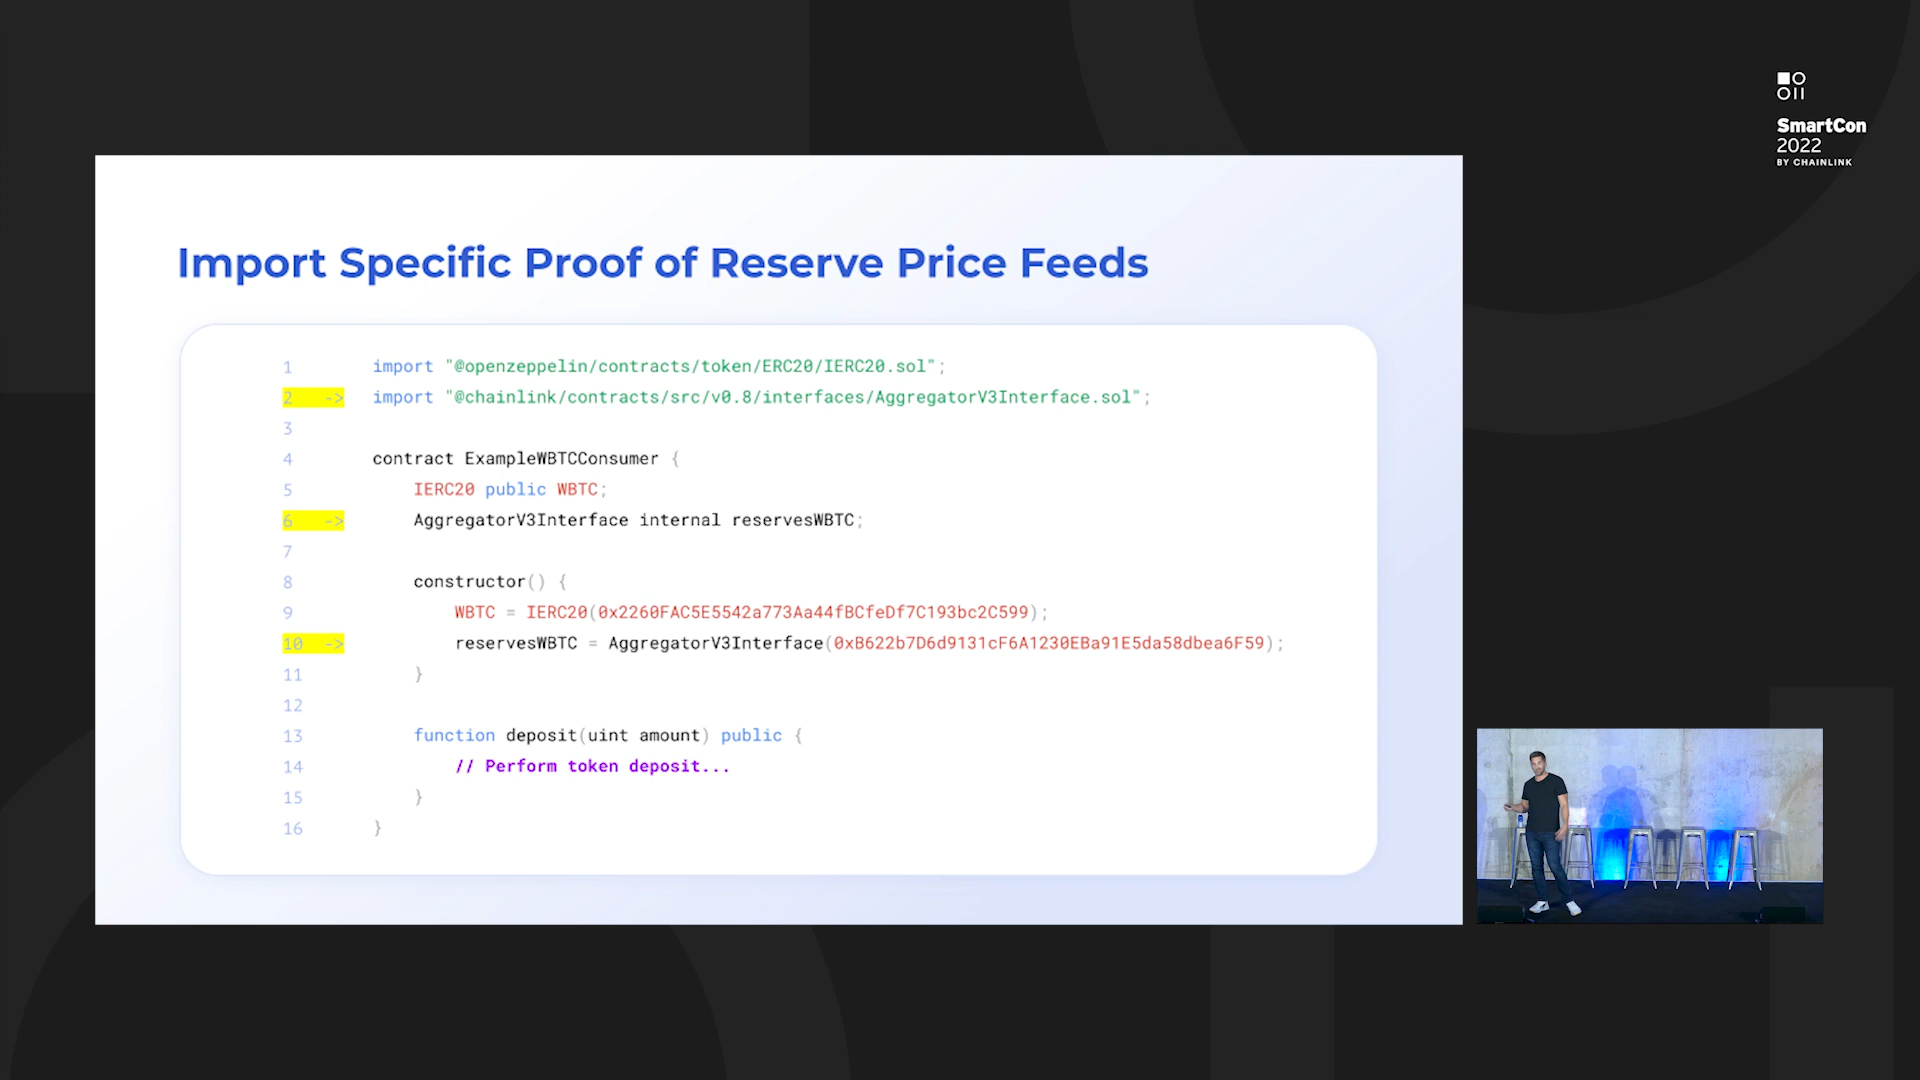 SmartCon
2022
BY CHAINLINK
Import Specific Proof of Reserve Price Feeds
1 import "@openzeppelin/contracts/token/ERC20/IERC20.sol";
2 -> import "@chainlink/contracts/src/v0.8/interfaces/AggregatorV3Interface.sol";
3
4 contract ExampleWBTCConsumer {
5 IERC20 public WBTC;
6 -> AggregatorV3Interface internal reservesWBTC;
7
8 constructor() {
9 WBTC = IERC20(0x2260FAC5E5542a773Aa44fBCfeDf7C193bc2C599);
10 -> reservesWBTC = AggregatorV3Interface(0xB622b7D6d9131cF6A1230EBa91E5da58dbea6F59);
11 }
12
13 function deposit(uint amount) public {
14 // Perform token deposit...
15 }
16 }